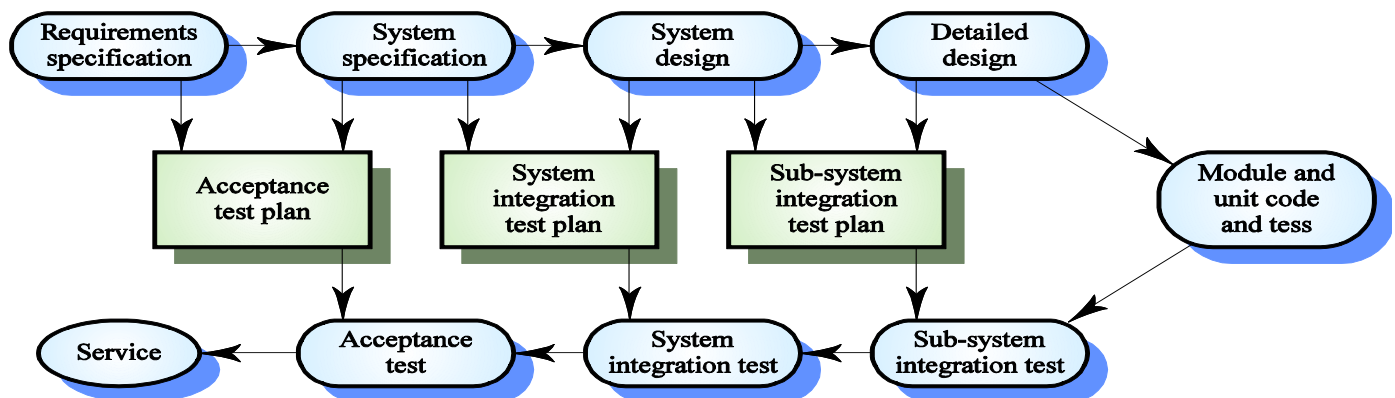 Requirements
specification
System
specification
System
design
Detailed
design
Acceptance
test plan
System
integration
test plan
Sub-system
integration
test plan
Module and
unit code
and tess
Service
Acceptance
test
System
integration test
Sub-system
integration test